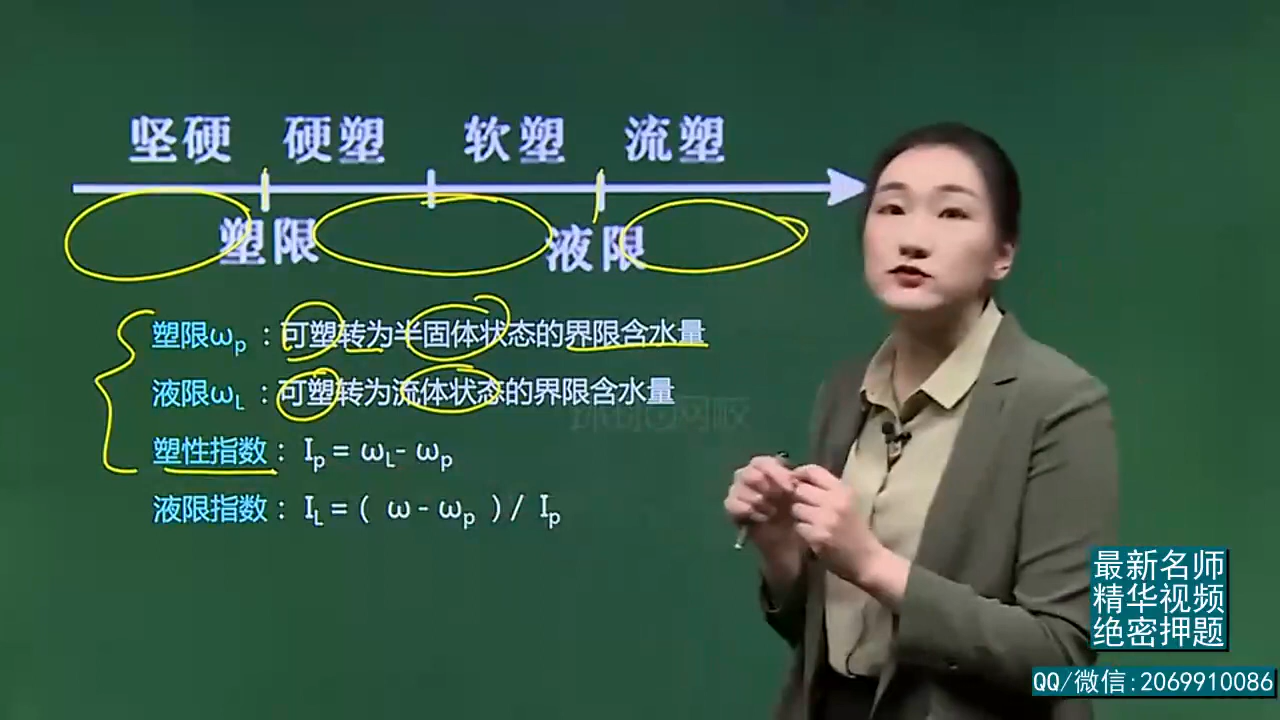 坚硬 硬塑 软塑 流塑
塑限 液限
塑限ωp：可塑转为半固体状态的界限含水量
液限ωL：可塑转为流体状态的界限含水量
环球网校
塑性指数： Ip = ωL- ωp
液限指数： IL = ( ω - ωp ) / Ip
最新名师
精华视频
绝密押题
QQ/微信:2069910086